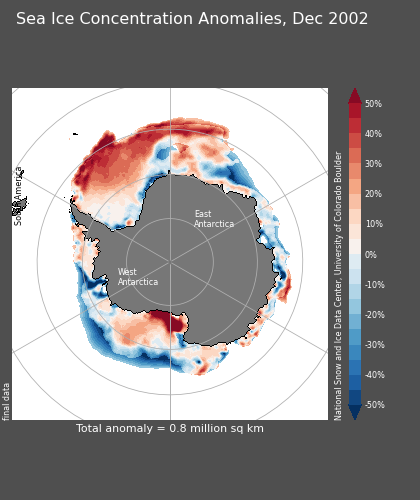 Sea Ice Concentration Anomalies, Dec 2002
South America
East
Antarctica
West
Antarctica
50%
40%
30%
20%
10%
0%
-10%
-20%
-30%
-40%
-50%
National Snow and Ice Data Center, University of Colorado Boulder
final data
Total anomaly = 0.8 million sq km